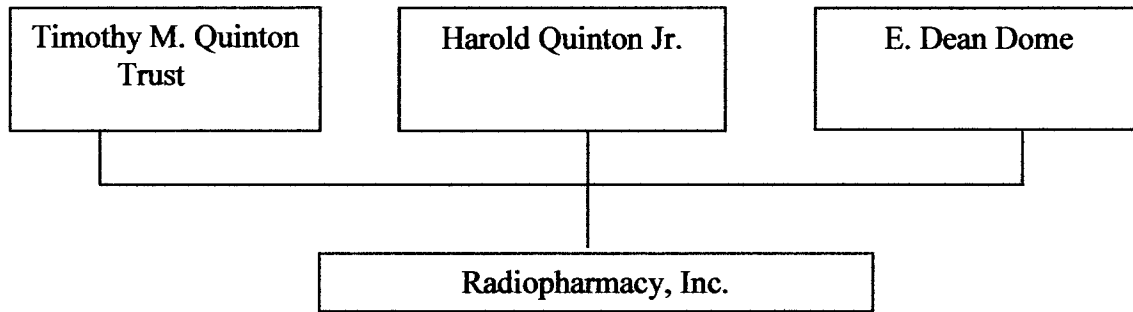 Timothy M. Quinton
Trust
Harold Quinton Jr.
E. Dean Dome
Radiopharmacy, Inc.